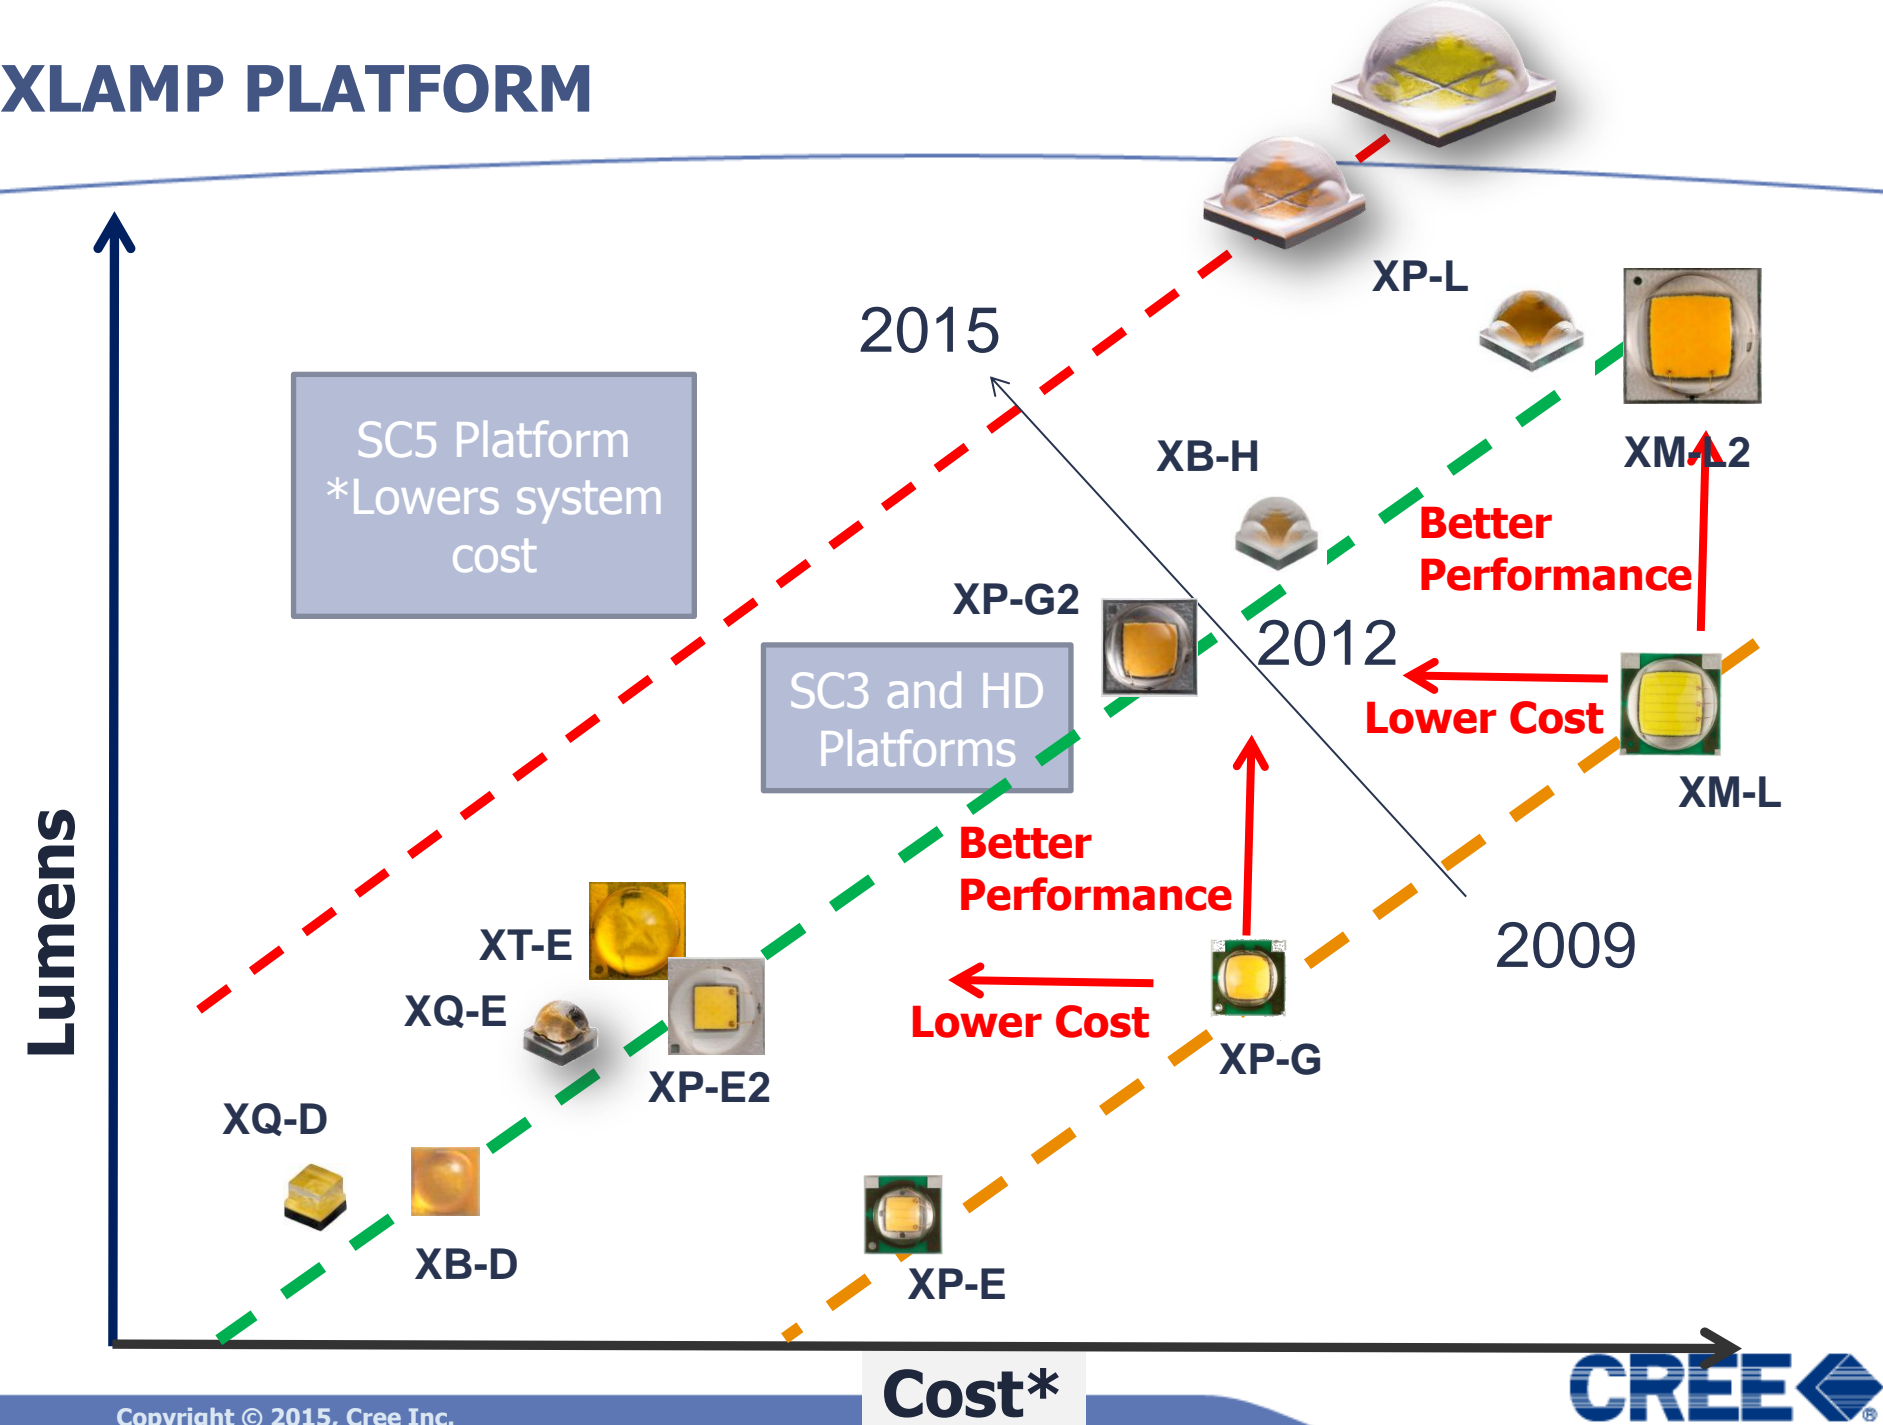 XLAMP PLATFORM
XP-L
2015
SC5 Platform
*Lowers system
cost
XB-H
XM-L2
Better
Performance
XP-G2
2012
SC3 and HD
Platforms
Lower Cost
XM-L
Lumens
Better
Performance
2009
XT-E
XQ-E
Lower Cost
XP-G
XP-E2
XQ-D
XB-D
XP-E
Cost*
CREE
®
Copyright © 2015, Cree Inc.